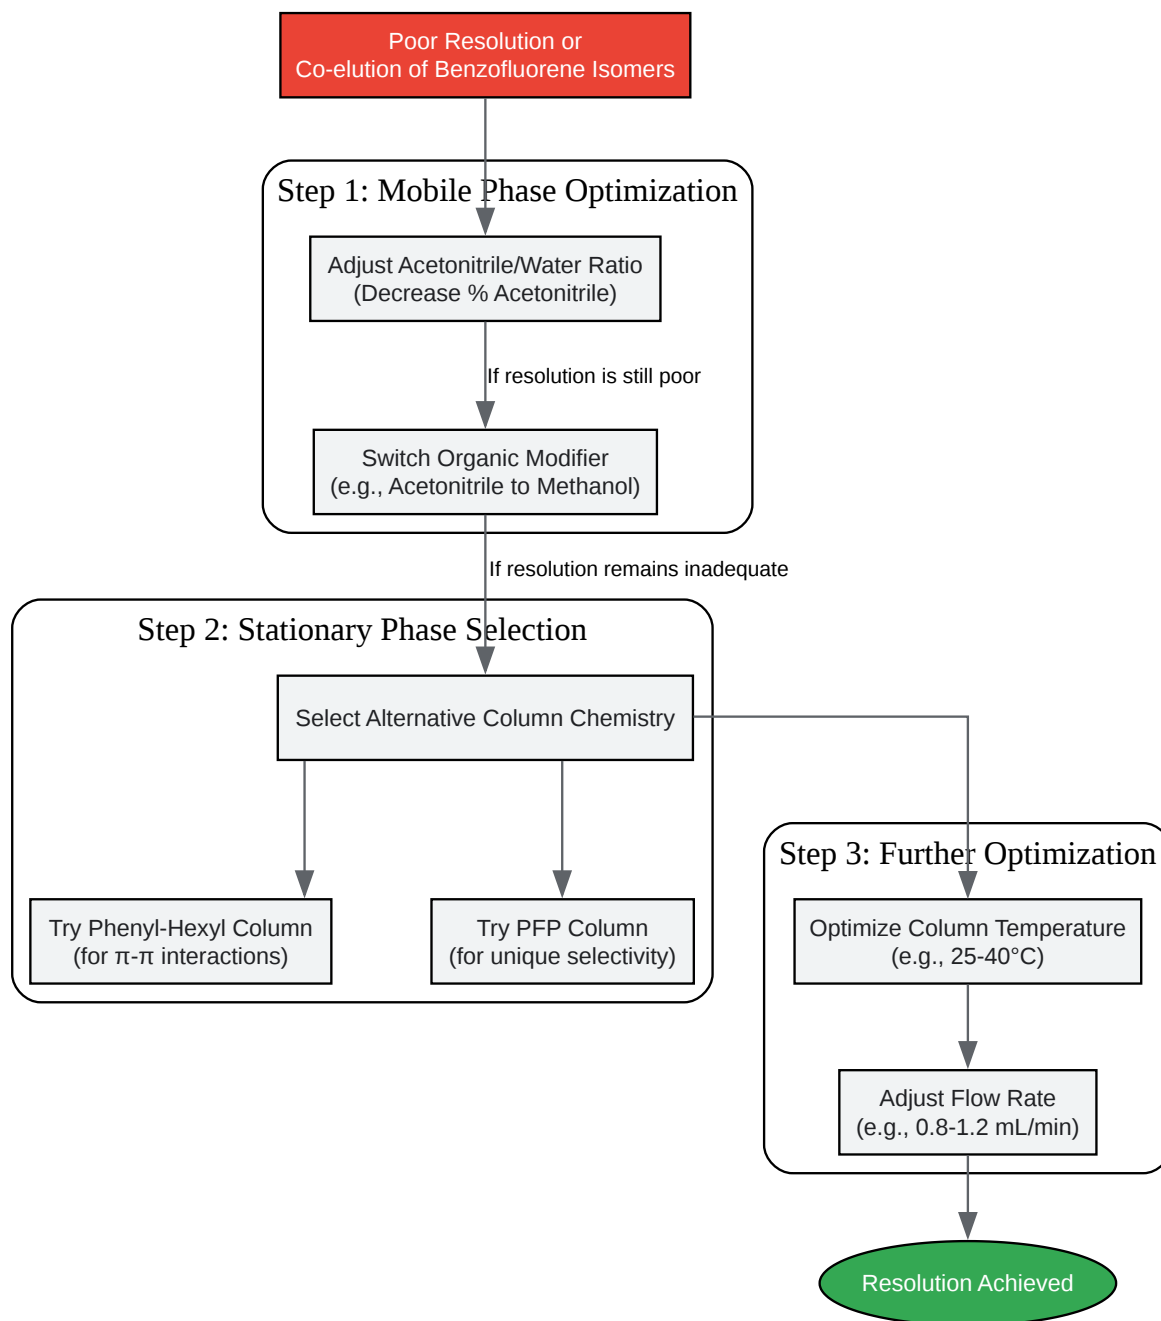 Poor Resolution or
Co-elution of Benzofluorene Isomers
Step 1: Mobile Phase Optimization
Adjust Acetonitrile/Water Ratio
(Decrease % Acetonitrile)
If resolution is still poor
Switch Organic Modifier
(e.g., Acetonitrile to Methanol)
If resolution remains inadequate
Step 2: Stationary Phase Selection
Select Alternative Column Chemistry
Try Phenyl-Hexyl Column
(for π-π interactions)
Try PFP Column
(for unique selectivity)
Step 3: Further Optimization
Optimize Column Temperature
(e.g., 25-40°C)
Adjust Flow Rate
(e.g., 0.8-1.2 mL/min)
Resolution Achieved